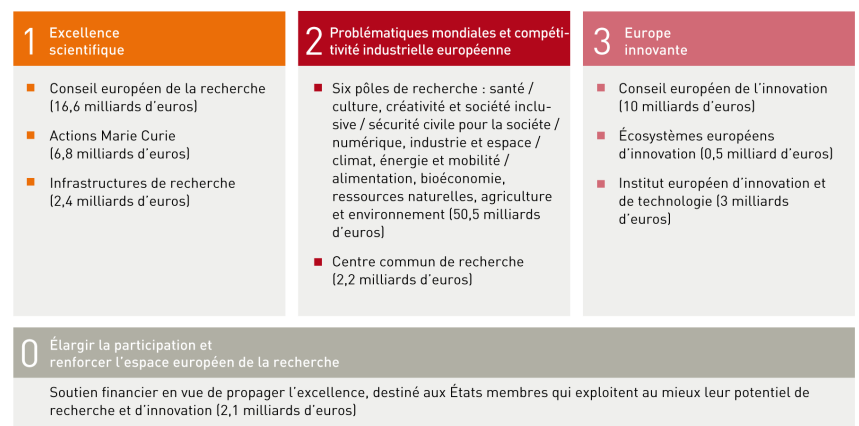 1
Excellence
scientifique
Conseil européen de la recherche
(16,6 milliards d'euros)
Actions Marie Curie
(6,8 milliards d'euros)
Infrastructures de recherche
(2,4 milliards d'euros)
2
Problématiques mondiales et compéti-
tivité industrielle européenne
Six pôles de recherche : santé /
culture, créativité et société inclu-
sive / sécurité civile pour la sociéte /
numérique, industrie et espace /
climat, énergie et mobilité /
alimentation, bioéconomie,
ressources naturelles, agriculture
et environnement (50,5 milliards
d'euros)
Centre commun de recherche
(2,2 milliards d'euros)
3
Europe
innovante
Conseil européen de l'innovation
(10 milliards d'euros)
Écosystèmes européens
d'innovation (0,5 milliard d'euros)
Institut européen d'innovation et
de technologie (3 milliards
d'euros)
0
Élargir la participation et
renforcer l'espace européen de la recherche
Soutien financier en vue de propager l'excellence, destiné aux États membres qui exploitent au mieux leur potentiel de
recherche et d'innovation (2,1 milliards d'euros)